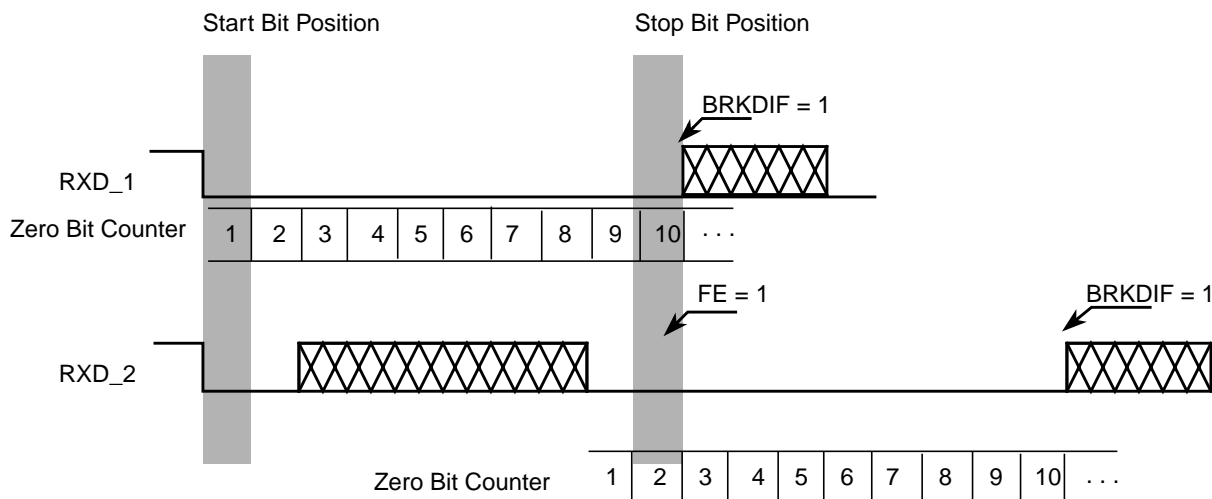 Start Bit Position
Stop Bit Position
BRKDIF = 1
RXD_1
Zero Bit Counter 1 2 3 4 5 6 7 8 9 10 . . .
FE = 1
BRKDIF = 1
RXD_2
Zero Bit Counter 1 2 3 4 5 6 7 8 9 10 . . .